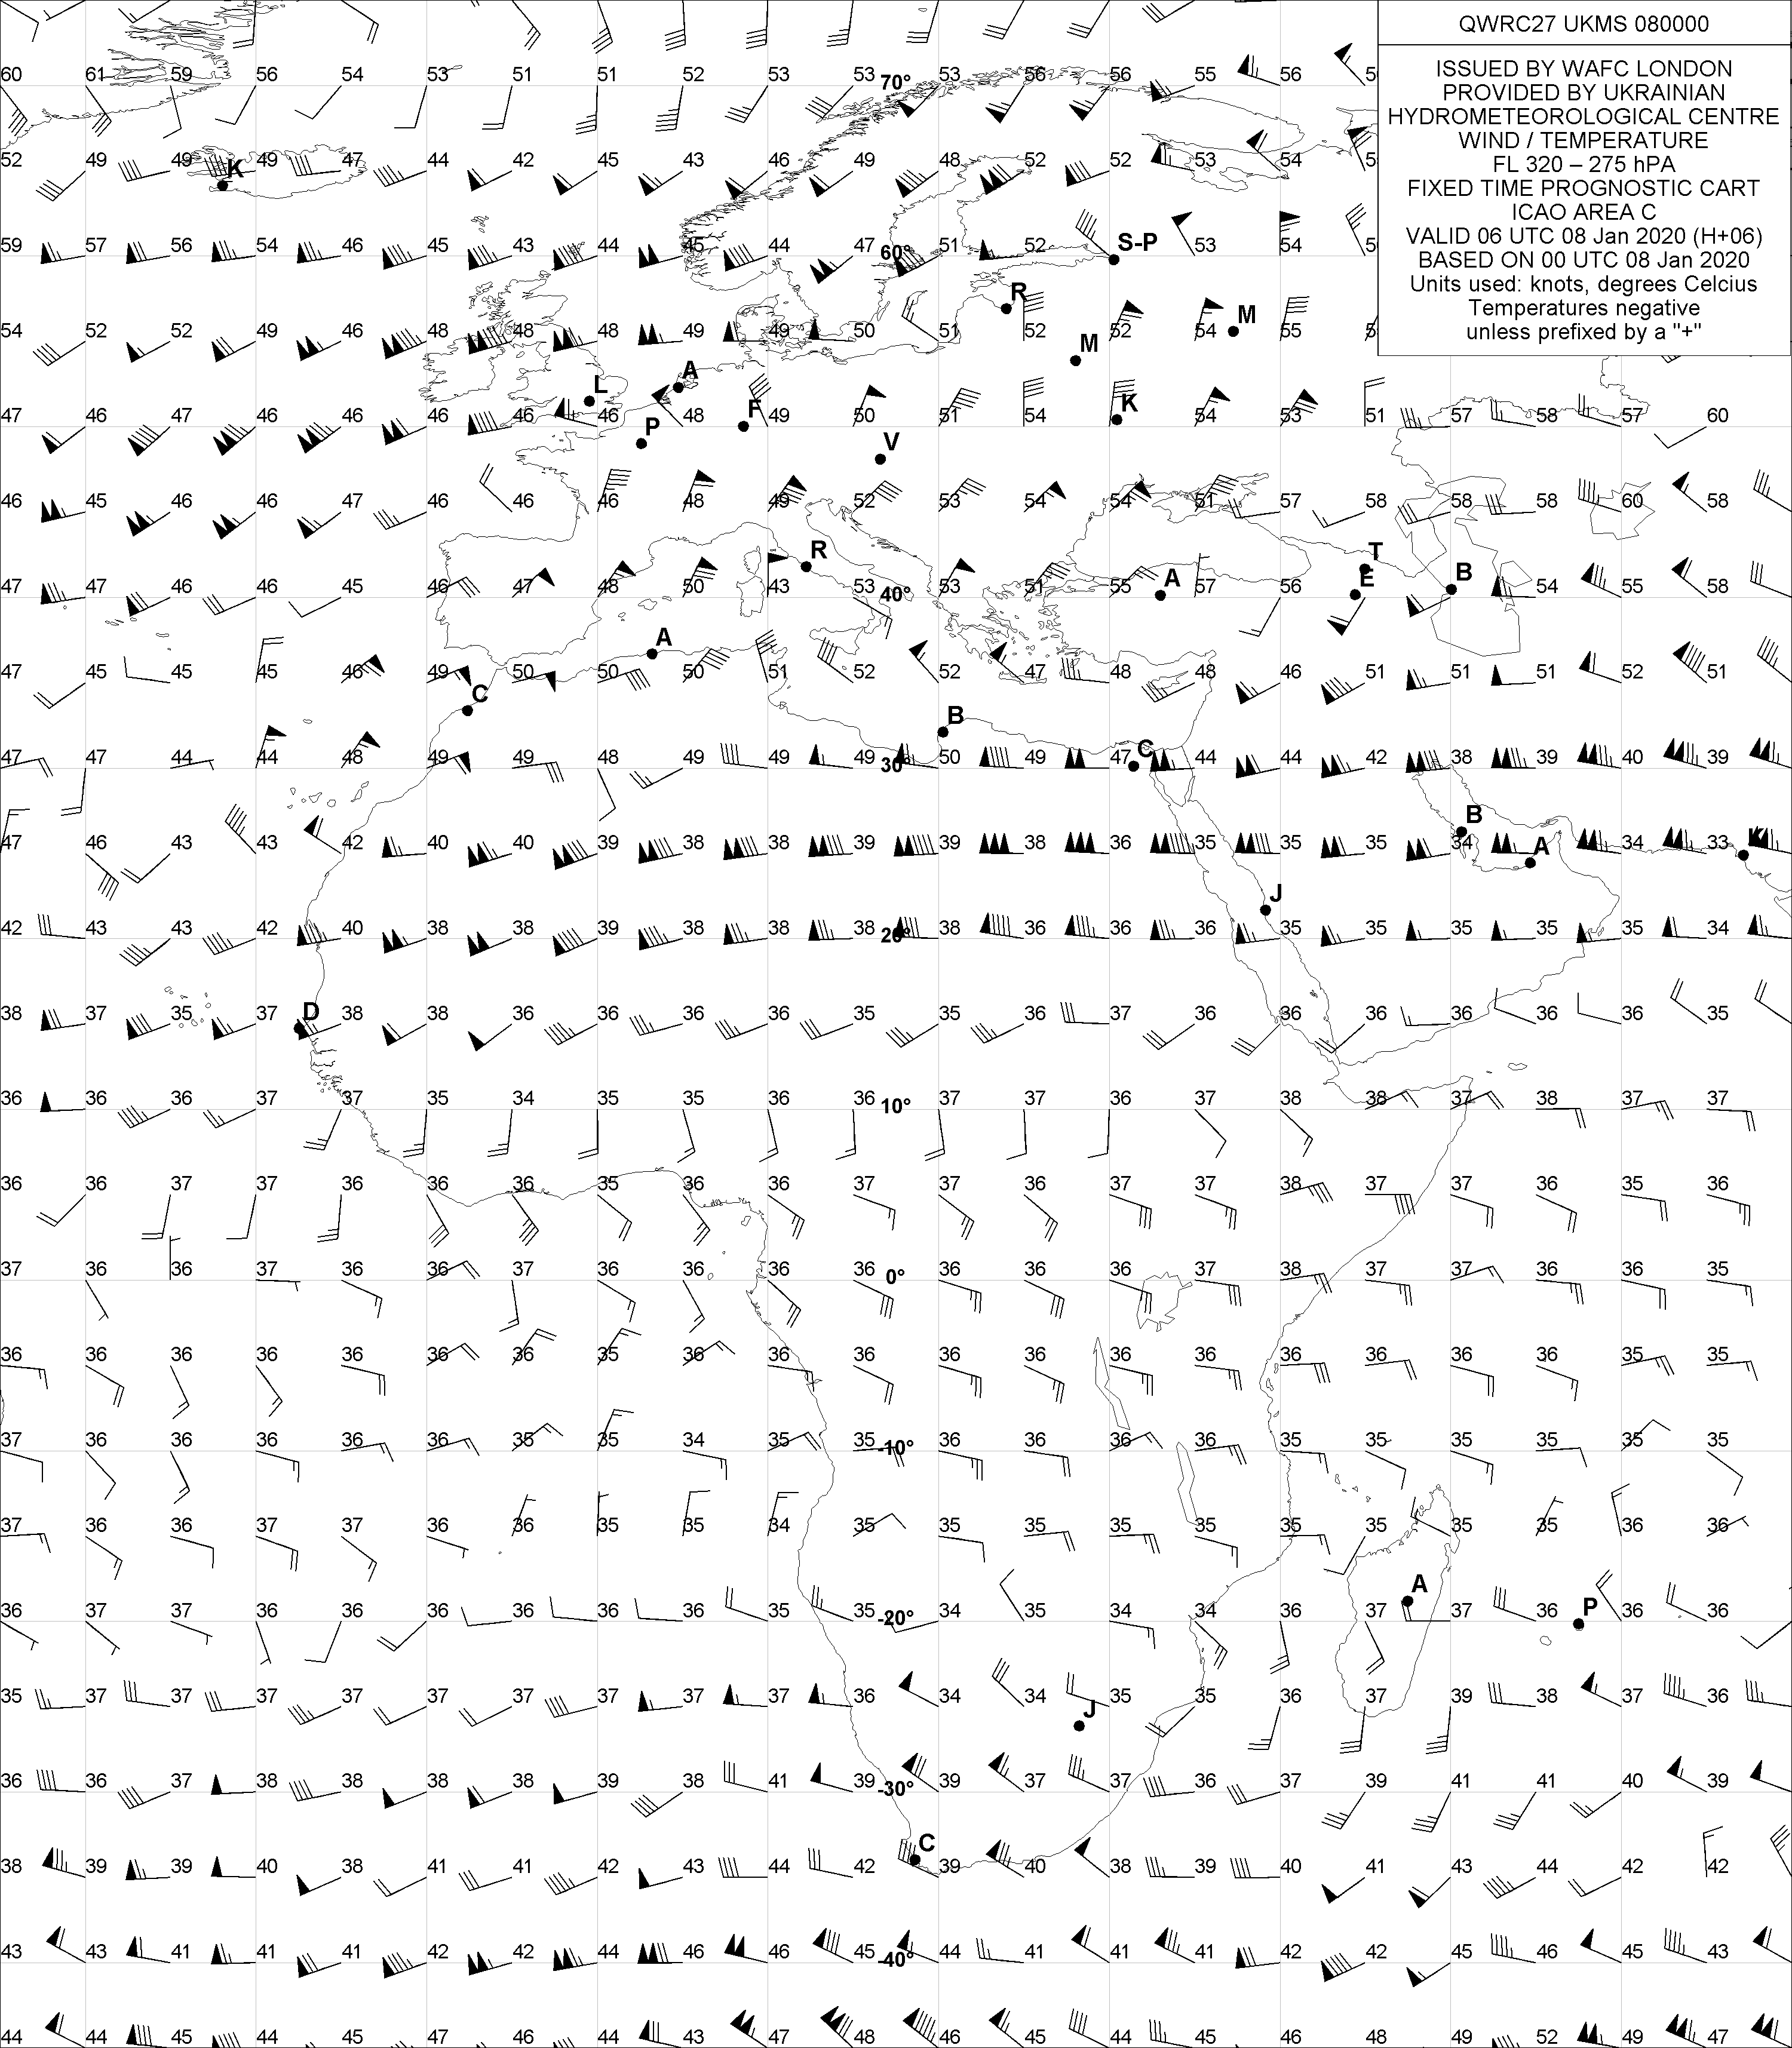 QWRC27 UKMS 080000
ISSUED BY WAFC LONDON
PROVIDED BY UKRAINIAN
HYDROMETEOROLOGICAL CENTRE
WIND / TEMPERATURE
FL 320 – 275 hPA
FIXED TIME PROGNOSTIC CART
ICAO AREA C
VALID 06 UTC 08 Jan 2020 (H+06)
BASED ON 00 UTC 08 Jan 2020
Units used: knots, degrees Celcius
Temperatures negative
unless prefixed by a "+"
60 61 59 56 54 53 51 51 52 53 53 70° 53 56 56 55 56 5
52 49 49 K 49 47 44 42 45 43 46 49 48 52 52 53 54 5
59 57 56 54 46 45 43 44 45 44 47 60° 51 52 S-P 53 54 5
R
54 52 52 49 46 48 48 48 49 49 50 51 52 M 52 54 M 55 5
A
L
47 46 47 46 46 46 46 46 P 48 F 49 50 V 51 54 K 54 53 51 57 58 57 60
46 45 46 46 47 46 46 46 48 49 52 53 54 54 51 57 58 58 58 60 58
R T
47 47 46 46 45 46 47 48 50 43 53 40° 53 51 55 A 57 56 E B 54 55 58
A
47 45 45 45 46 49 50 50 50 51 52 52 47 48 48 46 51 51 51 52 51
C
B
47 47 44 44 48 49 49 48 49 49 49 30° 50 49 47 C 44 44 42 38 39 40 39
B
47 46 43 43 42 40 40 39 38 38 39 39 38 36 35 35 35 34 A 34 33 K
J
42 43 43 42 40 38 38 39 38 38 38 20° 38 36 36 36 35 35 35 35 35 34
D
38 37 35 37 38 38 36 36 36 36 35 35 36 37 36 36 36 36 36 36 35
36 36 36 37 37 35 34 35 35 36 36 10° 37 37 36 37 38 38 37 38 37 37
36 36 37 37 36 36 36 35 36 36 37 37 36 37 37 38 37 37 36 35 36
37 36 36 36 36 36 37 36 36 36 36 0° 36 36 36 37 38 37 37 36 36 35
36 36 36 36 36 36 36 35 36 36 36 36 36 36 36 36 36 36 36 35 35
37 36 36 36 36 36 35 35 34 35 35 -10° 36 36 36 36 35 35 35 35 35 35
37 36 36 37 37 36 36 35 35 34 35 35 35 35 35 35 35 35 35 36 36
A P
36 37 37 36 36 36 36 36 36 35 35 -20° 34 35 34 34 36 37 37 36 36 36
35 37 37 37 37 37 37 37 37 37 36 34 34 35 35 36 37 39 38 37 36
J
36 36 37 38 38 38 38 39 38 41 39 -30° 39 37 37 36 37 39 41 41 40 39
C
38 39 39 40 38 41 41 42 43 44 42 39 40 38 39 40 41 43 44 42 42
43 43 41 41 41 42 42 44 46 46 45 -40° 44 41 41 41 42 42 45 46 45 43
44 44 45 44 45 47 46 44 43 47 48 46 45 44 45 46 48 49 52 49 47